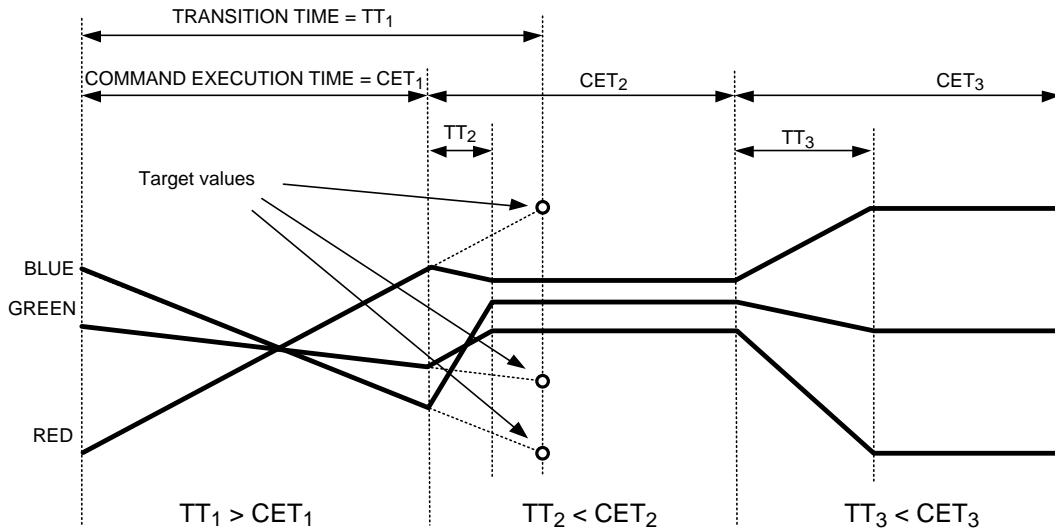 TRANSITION TIME = TT₁
COMMAND EXECUTION TIME = CET₁
CET₂
CET₃
TT₂
TT₃
Target values
BLUE
GREEN
RED
TT₁ > CET₁
TT₂ < CET₂
TT₃ < CET₃